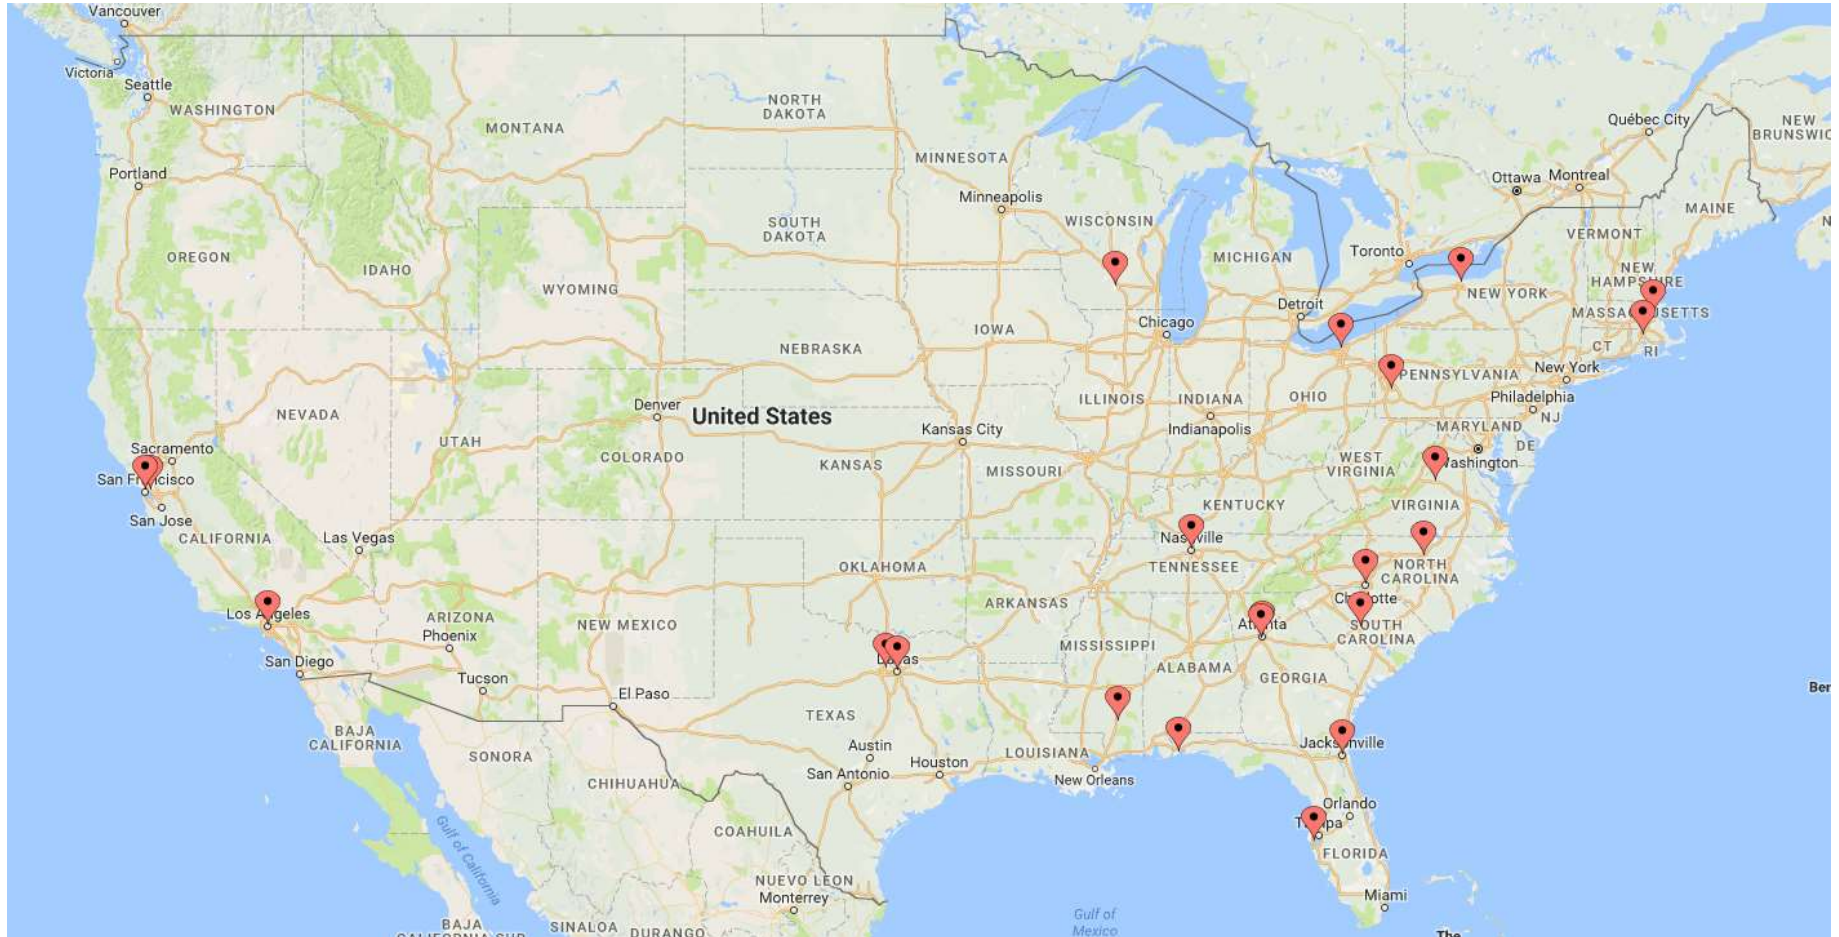 Vancouver
Victoria
Seattle
WASHINGTON
Portland
OREGON
MONTANA
NORTH
DAKOTA
MINNESOTA
Minneapolis
WISCONSIN
SOUTH
DAKOTA
IDAHO
WYOMING
MICHIGAN
Toronto
Ottawa
Montreal
Québec City
NEW
MAINE
VERMONT
NEW
NEW YORK
Detroit
Chicago
IOWA
NEBRASKA
CT
RI
New York
PENNSYLVANIA
Philadelphia
NJ
MARYLAND
DE
OHIO
INDIANA
Indianapolis
ILLINOIS
Denver
United States
Kansas City
NEVADA
UTAH
COLORADO
KANSAS
MISSOURI
WEST
VIRGINIA
KENTUCKY
VIRGINIA
Sacramento
San Jose
CALIFORNIA
Las Vegas
OKLAHOMA
TENNESSEE
NORTH
CAROLINA
ARKANSAS
ARIZONA
Phoenix
NEW MEXICO
SOUTH
CAROLINA
MISSISSIPPI
ALABAMA
GEORGIA
San Diego
Tucson
El Paso
TEXAS
BAJA
CALIFORNIA
SONORA
CHIHUAHUA
Austin
San Antonio
Houston
LOUISIANA
New Orleans
Orlando
FLORIDA
Miami
COAHUILA
Gulf of California
NUEVO LEON
Monterrey
BAJA
SINALOA
DURANGO
Gulf of
Mexico